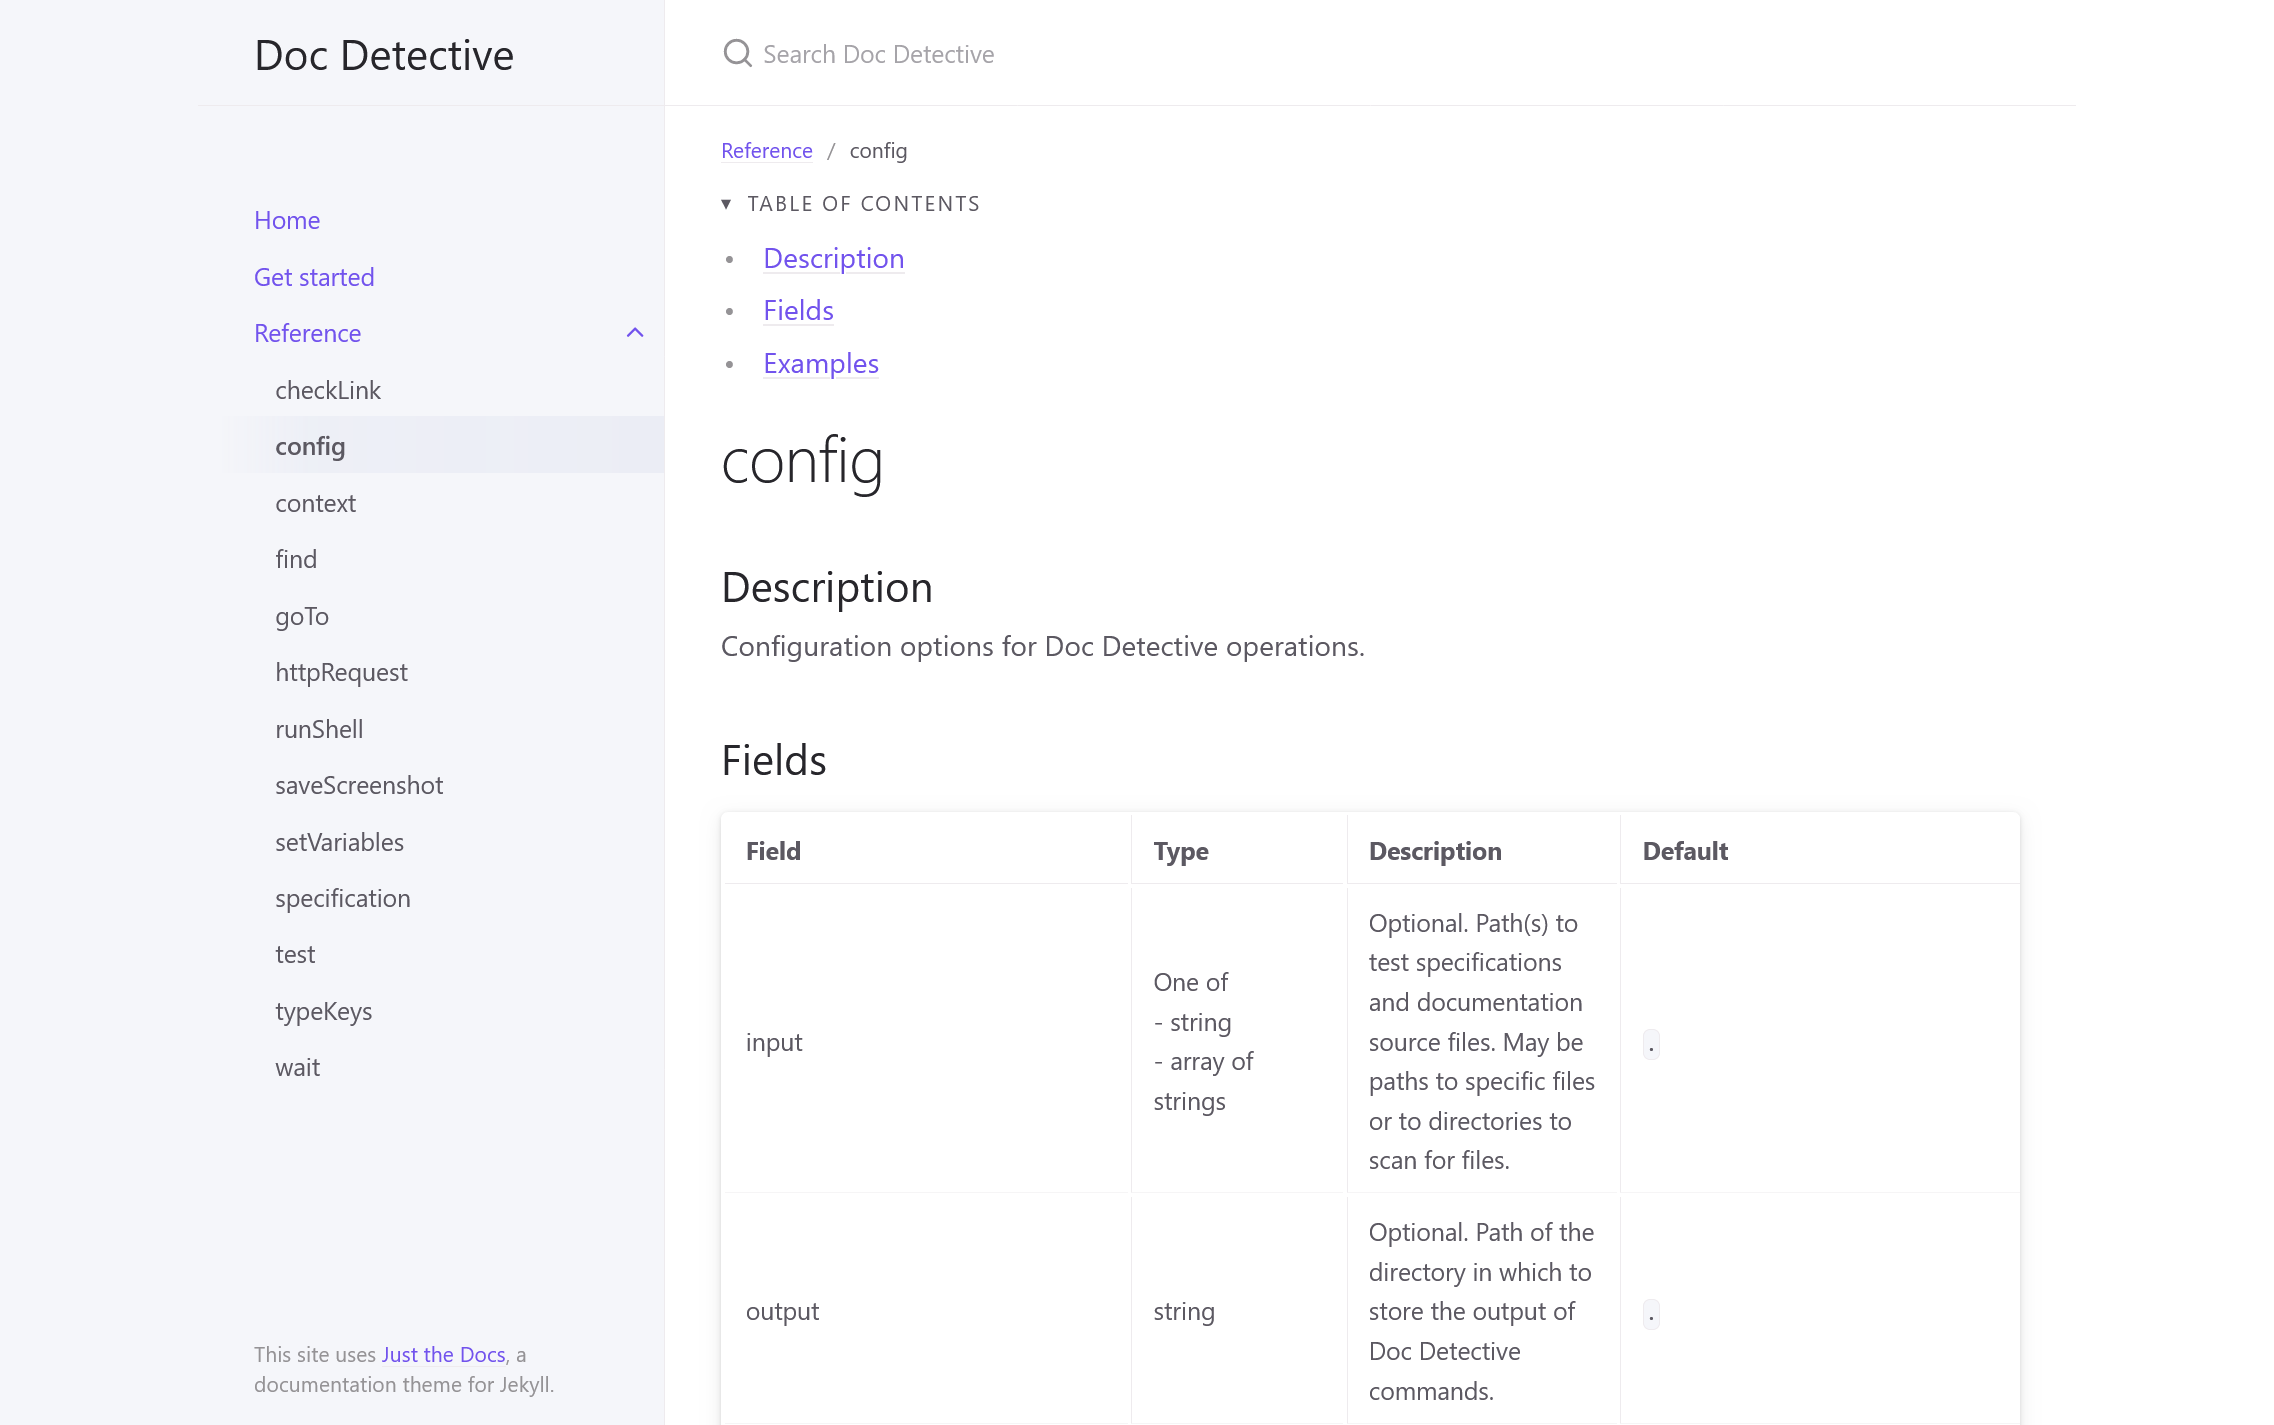 Doc Detective
Search Doc Detective
Home
Get started
Reference
checkLink
config
context
find
goTo
httpRequest
runShell
saveScreenshot
setVariables
specification
test
typeKeys
wait
This site uses Just the Docs, a
documentation theme for Jekyll.
Reference / config
▾ TABLE OF CONTENTS
• Description
• Fields
• Examples
config
Description
Configuration options for Doc Detective operations.
Fields
Field Type Description Default
input
One of
- string
- array of
strings
Optional. Path(s) to
test specifications
and documentation
source files. May be
paths to specific files
or to directories to
scan for files.
.
output
string
Optional. Path of the
directory in which to
store the output of
Doc Detective
commands.
.